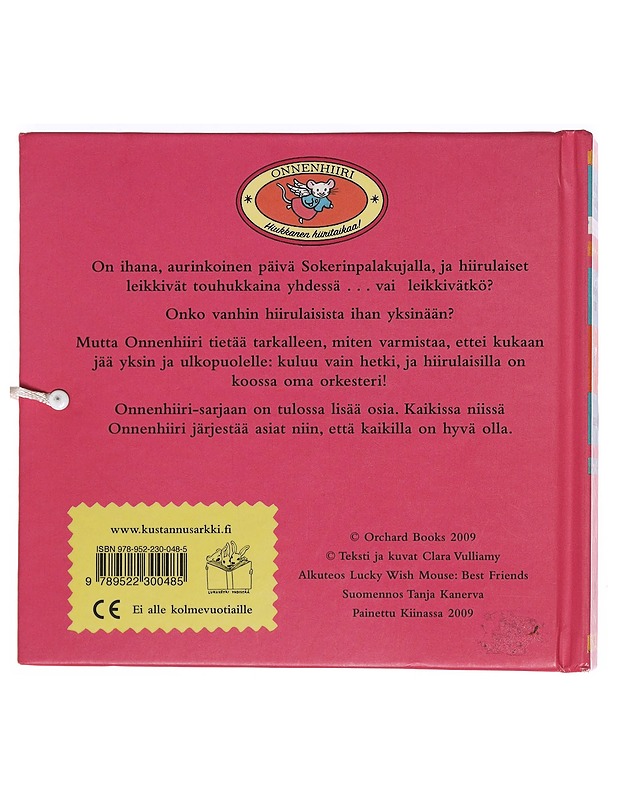 ONNENHIIRI
Hiukkanen hiiritaikaa!
On ihana, aurinkoinen päivä Sokerinpalakujalla, ja hiirulaiset
leikkivät touhukkaina yhdessä . . . vai leikkivätkö?
Onko vanhin hiirulaisista ihan yksinään?
Mutta Onnenhiiri tietää tarkalleen, miten varmistaa, ettei kukaan
jää yksin ja ulkopuolelle: kuluu vain hetki, ja hiirulaisilla on
koossa oma orkesteri!
Onnenhiiri-sarjaan on tulossa lisää osia. Kaikissa niissä
Onnenhiiri järjestää asiat niin, että kaikilla on hyvä olla.
www.kustannusarkki.fi
ISBN 978-952-230-048-5
9 789522 300485
CE Ei alle kolmevuotiaille
© Orchard Books 2009
© Teksti ja kuvat Clara Vulliamy
Alkuteos Lucky Wish Mouse: Best Friends
Suomennos Tanja Kanerva
Painettu Kiinassa 2009